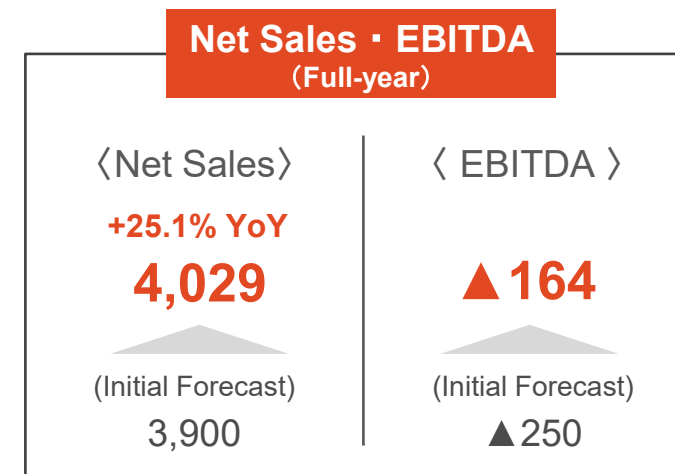 Net Sales・EBITDA
（Full-year）
〈Net Sales〉
+25.1% YoY
4,029
(Initial Forecast)
3,900
〈 EBITDA 〉
▲164
(Initial Forecast)
▲250